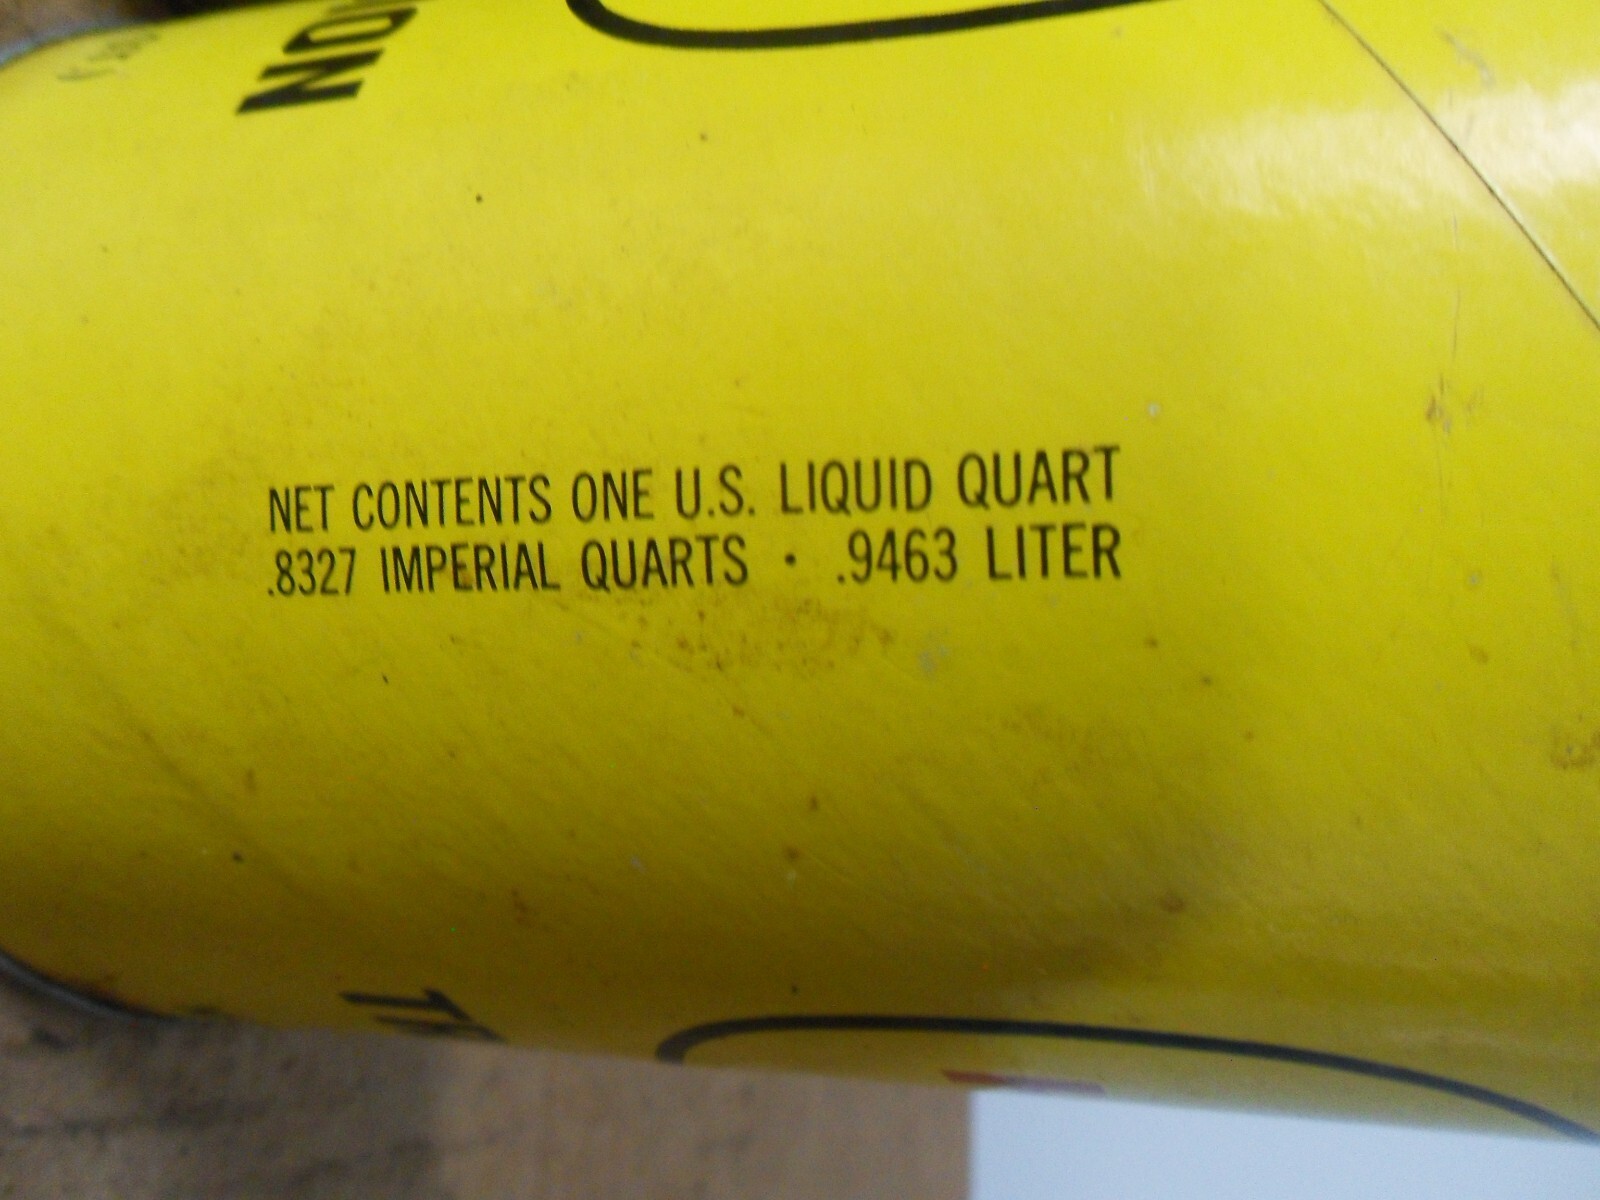 NET CONTENTS ONE U.S. LIQUID QUART
.8327 IMPERIAL QUARTS · .9463 LITER